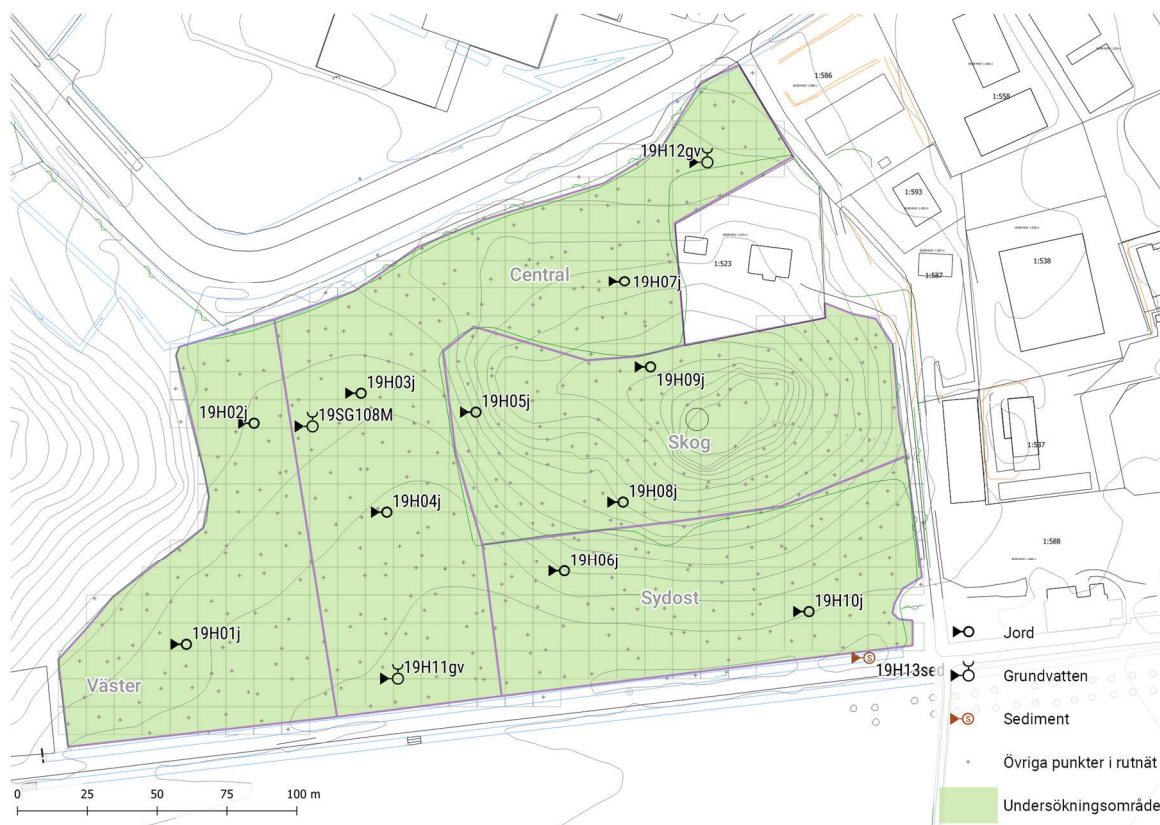 1:586
1:558
19H12gv
1:593
Central
1:523
1:587
1:538
19H07j
19H09j
19H03j
19H02j
19SG108M
19H05j
Skog
1:537
19H08j
19H04j
1:588
19H06j
Sydost
19H10j
Jord
19H01j
Väster
19H11gv
19H13sed
Grundvatten
Sediment
Övriga punkter i rutnät
0 25 50 75 100 m
Undersökningsområde